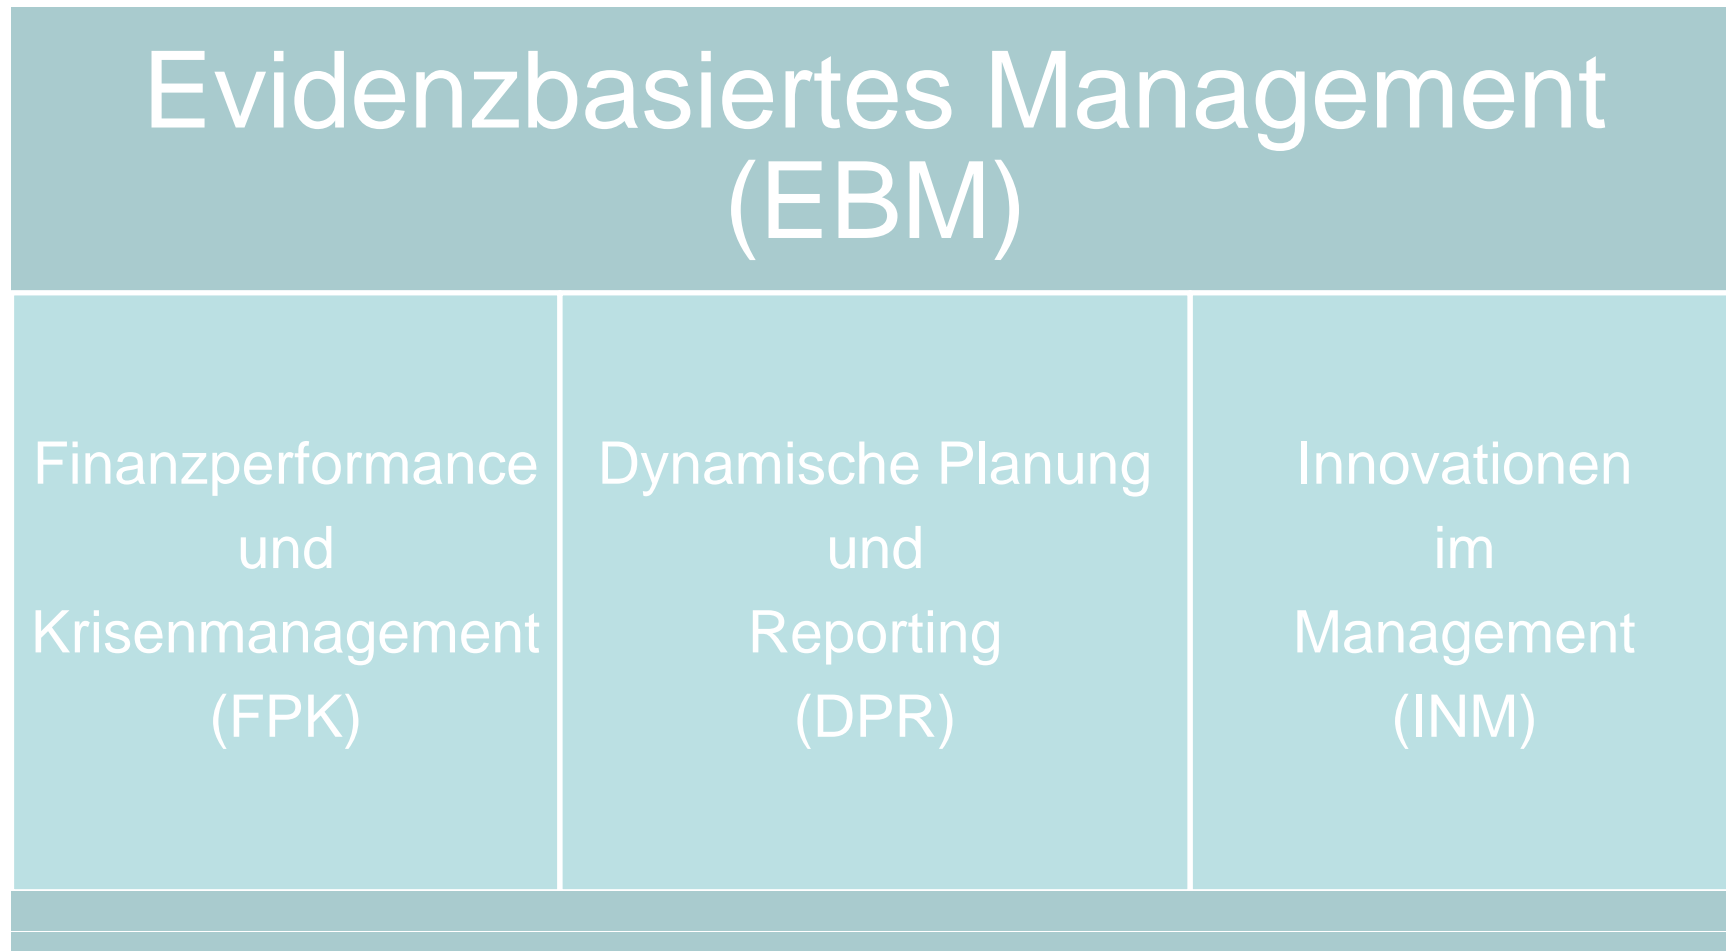 Evidenzbasiertes Management
(EBM)
Finanzperformance
und
Krisenmanagement
(FPK)
Dynamische Planung
und
Reporting
(DPR)
Innovationen
im
Management
(INM)